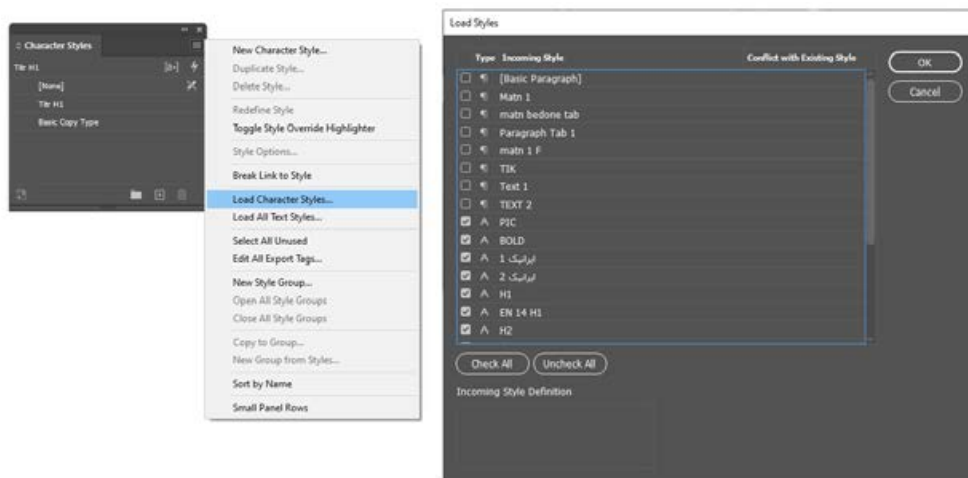 Character Styles
Titr H1
[a+]
[None]
Titr H1
Basic Copy Type
New Character Style...
Duplicate Style...
Delete Style...
Redefine Style
Toggle Style Override Highlighter
Style Options...
Break Link to Style
Load Character Styles...
Load All Text Styles...
Select All Unused
Edit All Export Tags...
New Style Group...
Open All Style Groups
Close All Style Groups
Copy to Group...
New Group from Styles...
Sort by Name
Small Panel Rows
Load Styles
Type Incoming Style Conflict with Existing Style
¶ [Basic Paragraph]
¶ Matn 1
¶ matn bedone tab
¶ Paragraph Tab 1
¶ matn 1 F
¶ TIK
¶ Text 1
¶ TEXT 2
A PIC
A BOLD
A ایرانیک 1
A ایرانیک 2
A H1
A EN 14 H1
A H2
OK
Cancel
Check All Uncheck All
Incoming Style Definition